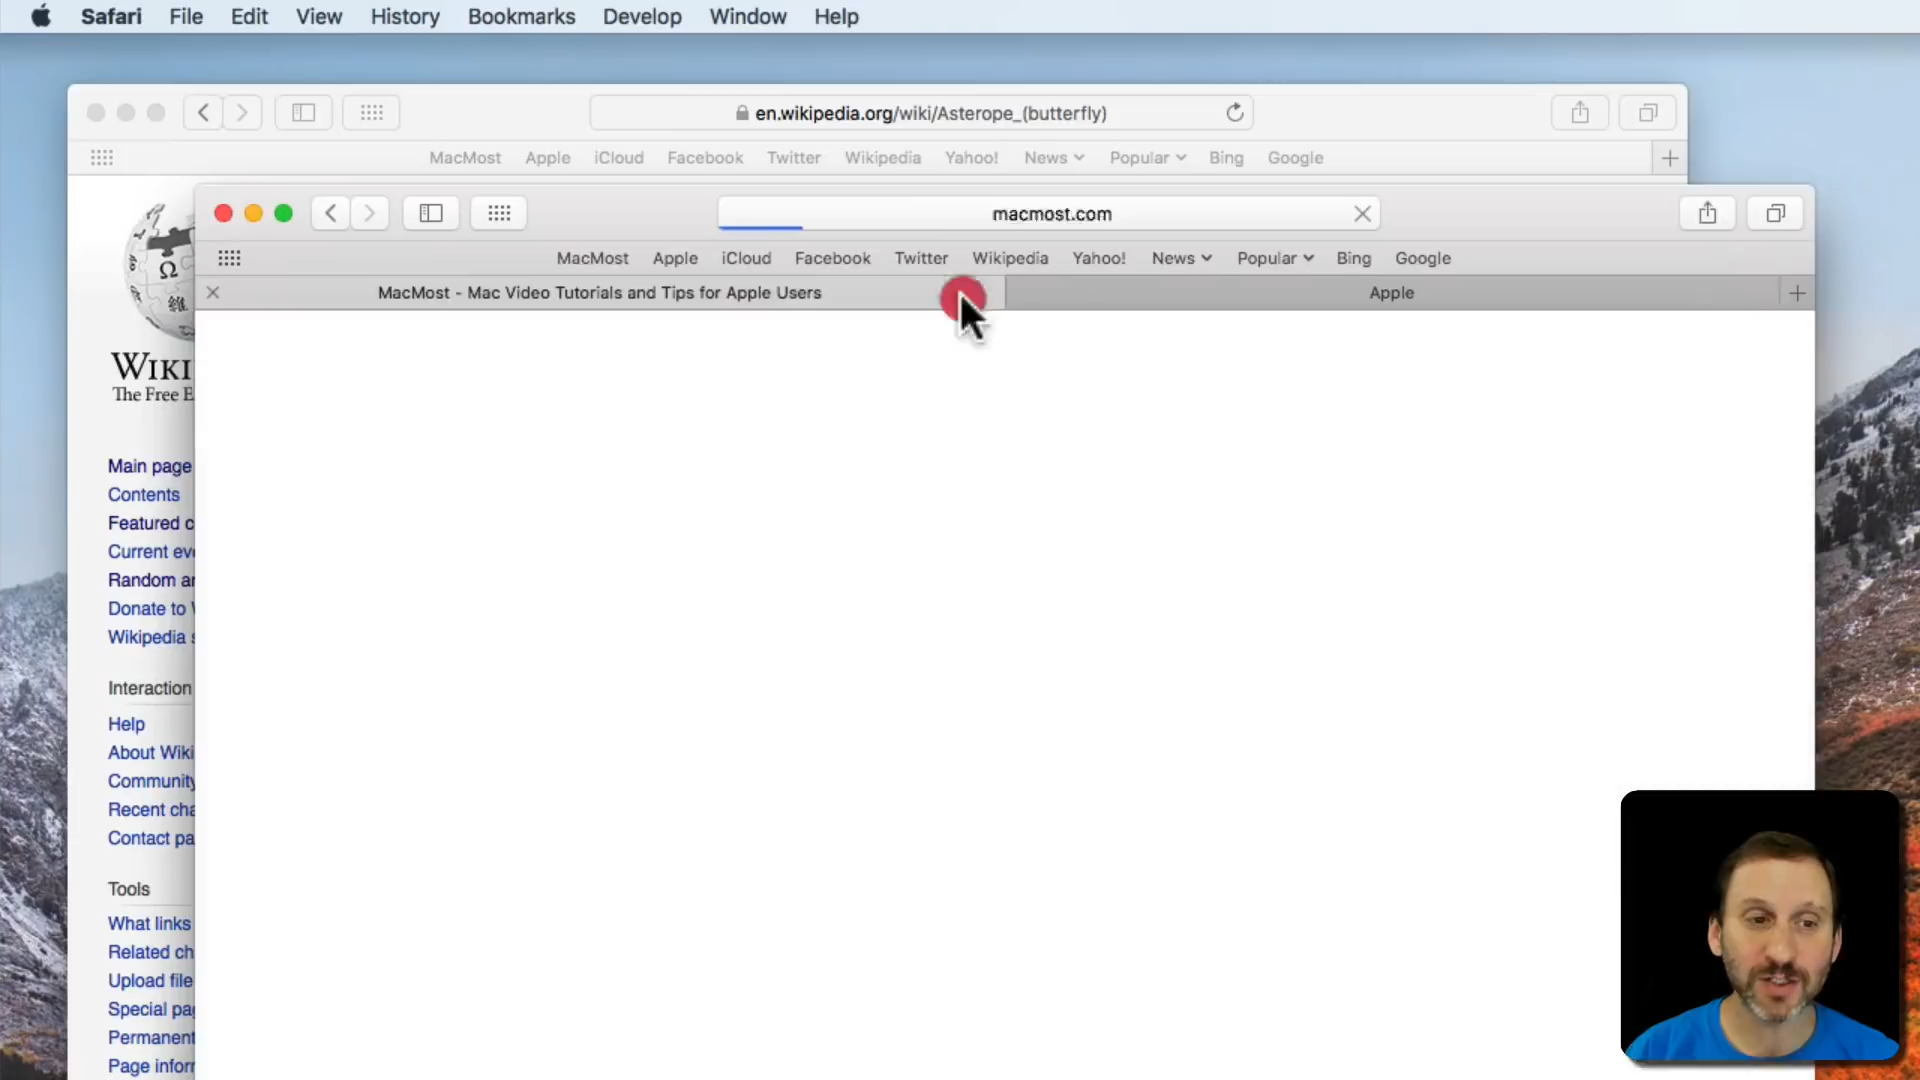 Safari File Edit View History Bookmarks Develop Window Help
en.wikipedia.org/wiki/Asterope_(butterfly)
MacMost Apple iCloud Facebook Twitter Wikipedia Yahoo! News Popular Bing Google
macmost.com
MacMost Apple iCloud Facebook Twitter Wikipedia Yahoo! News Popular Bing Google
MacMost - Mac Video Tutorials and Tips for Apple Users Apple
WIKI
The Free E
Main page
Contents
Featured c
Current eve
Random ar
Donate to
Wikipedia s
Interaction
Help
About Wiki
Community
Recent cha
Contact pa
Tools
What links
Related ch
Upload file
Special pag
Permanent
Page inforr